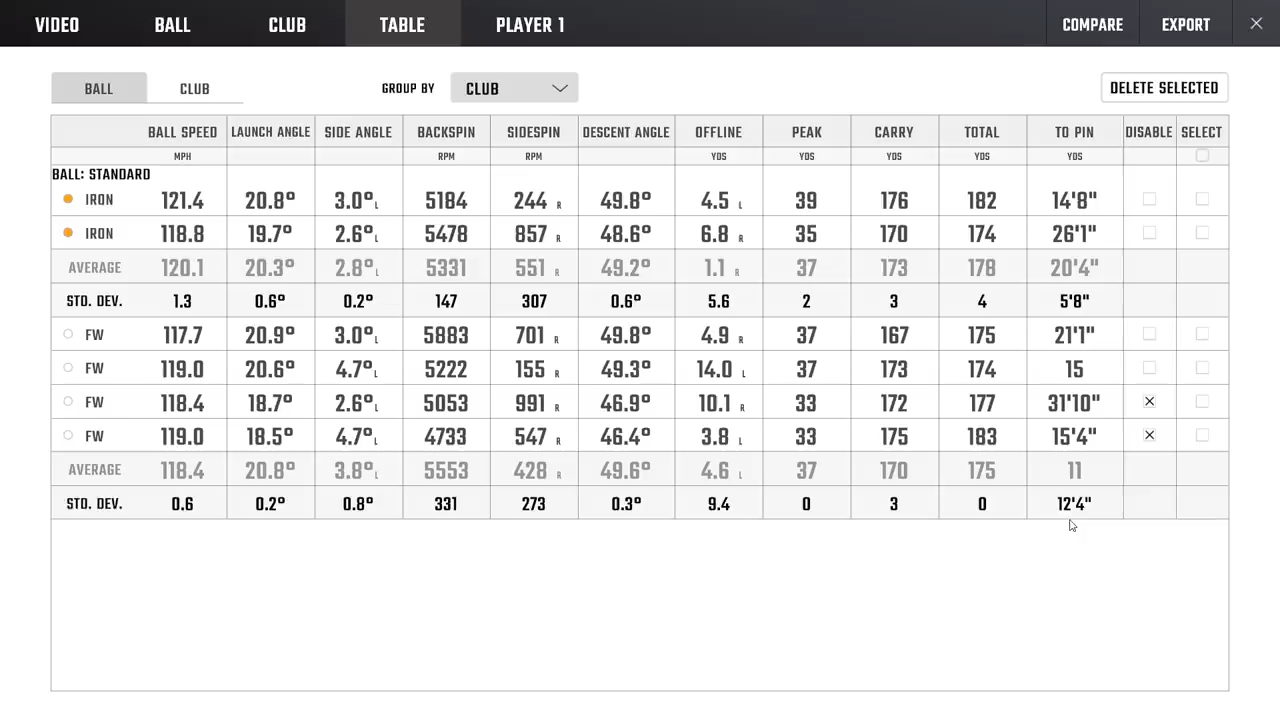 VIDEO BALL CLUB TABLE PLAYER 1 COMPARE EXPORT
BALL CLUB GROUP BY CLUB DELETE SELECTED
BALL SPEED LAUNCH ANGLE SIDE ANGLE BACKSPIN SIDESPIN DESCENT ANGLE OFFLINE PEAK CARRY TOTAL TO PIN DISABLE SELECT
MPH RPM RPM YDS YDS YDS YDS YDS
BALL: STANDARD
IRON 121.4 20.8° 3.0° L 5184 244 R 49.8° 4.5 L 39 176 182 14'8"
IRON 118.8 19.7° 2.6° L 5478 857 R 48.6° 6.8 R 35 170 174 26'1"
AVERAGE 120.1 20.3° 2.8° L 5331 551 R 49.2° 1.1 R 37 173 178 20'4"
STD. DEV. 1.3 0.6° 0.2° 147 307 0.6° 5.6 2 3 4 5'8"
FW 117.7 20.9° 3.0° L 5883 701 R 49.8° 4.9 R 37 167 175 21'1"
FW 119.0 20.6° 4.7° L 5222 155 R 49.3° 14.0 L 37 173 174 15
FW 118.4 18.7° 2.6° L 5053 991 R 46.9° 10.1 R 33 172 177 31'10"
FW 119.0 18.5° 4.7° L 4733 547 R 46.4° 3.8 L 33 175 183 15'4"
AVERAGE 118.4 20.8° 3.8° L 5553 428 R 49.6° 4.6 L 37 170 175 11
STD. DEV. 0.6 0.2° 0.8° 331 273 0.3° 9.4 0 3 0 12'4"